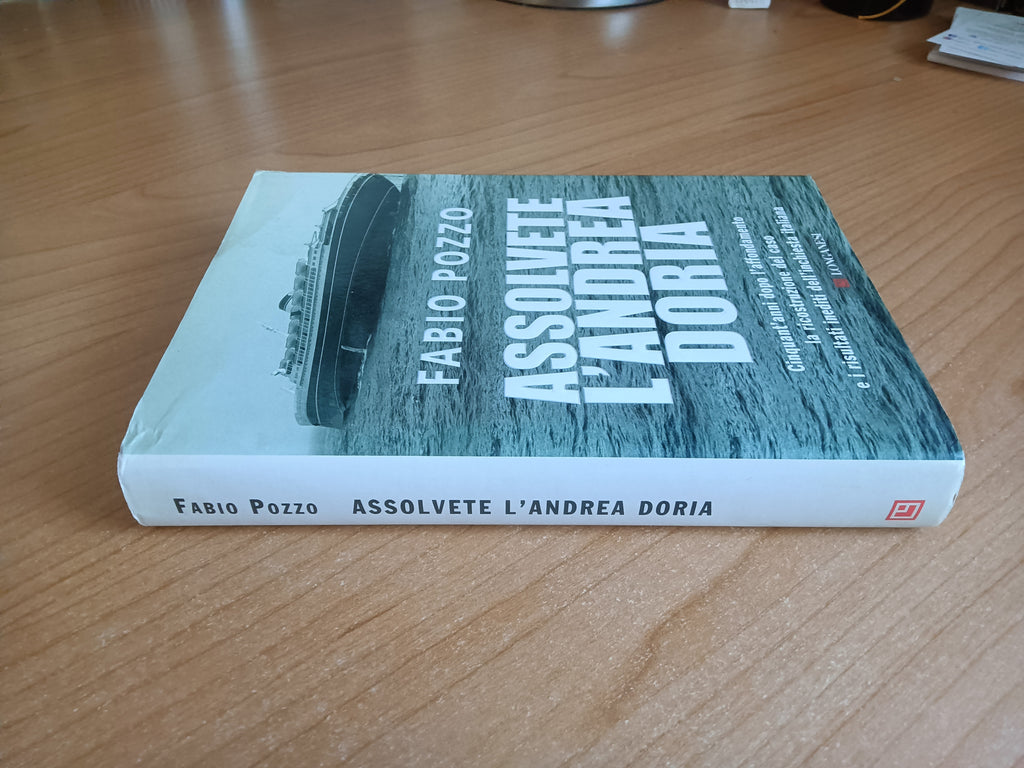 FABIO POZZO
ASSOLVETE
L'ANDREA
DORIA
Cinquant'anni dopo l'affondamento
la ricostruzione del caso
e i risultati inediti dell'inchiesta italiana
LONGANESI
FABIO POZZO ASSOLVETE L'ANDREA DORIA